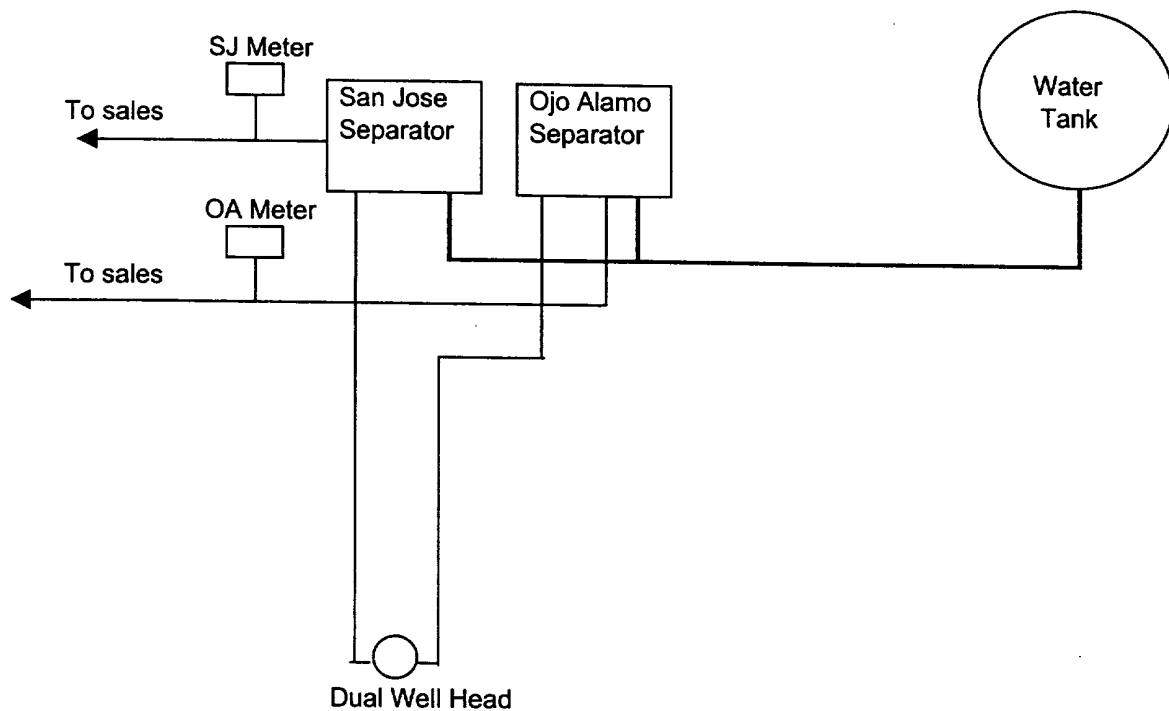 SJ Meter
To sales
San Jose
Separator
Ojo Alamo
Separator
Water
Tank
OA Meter
To sales
Dual Well Head